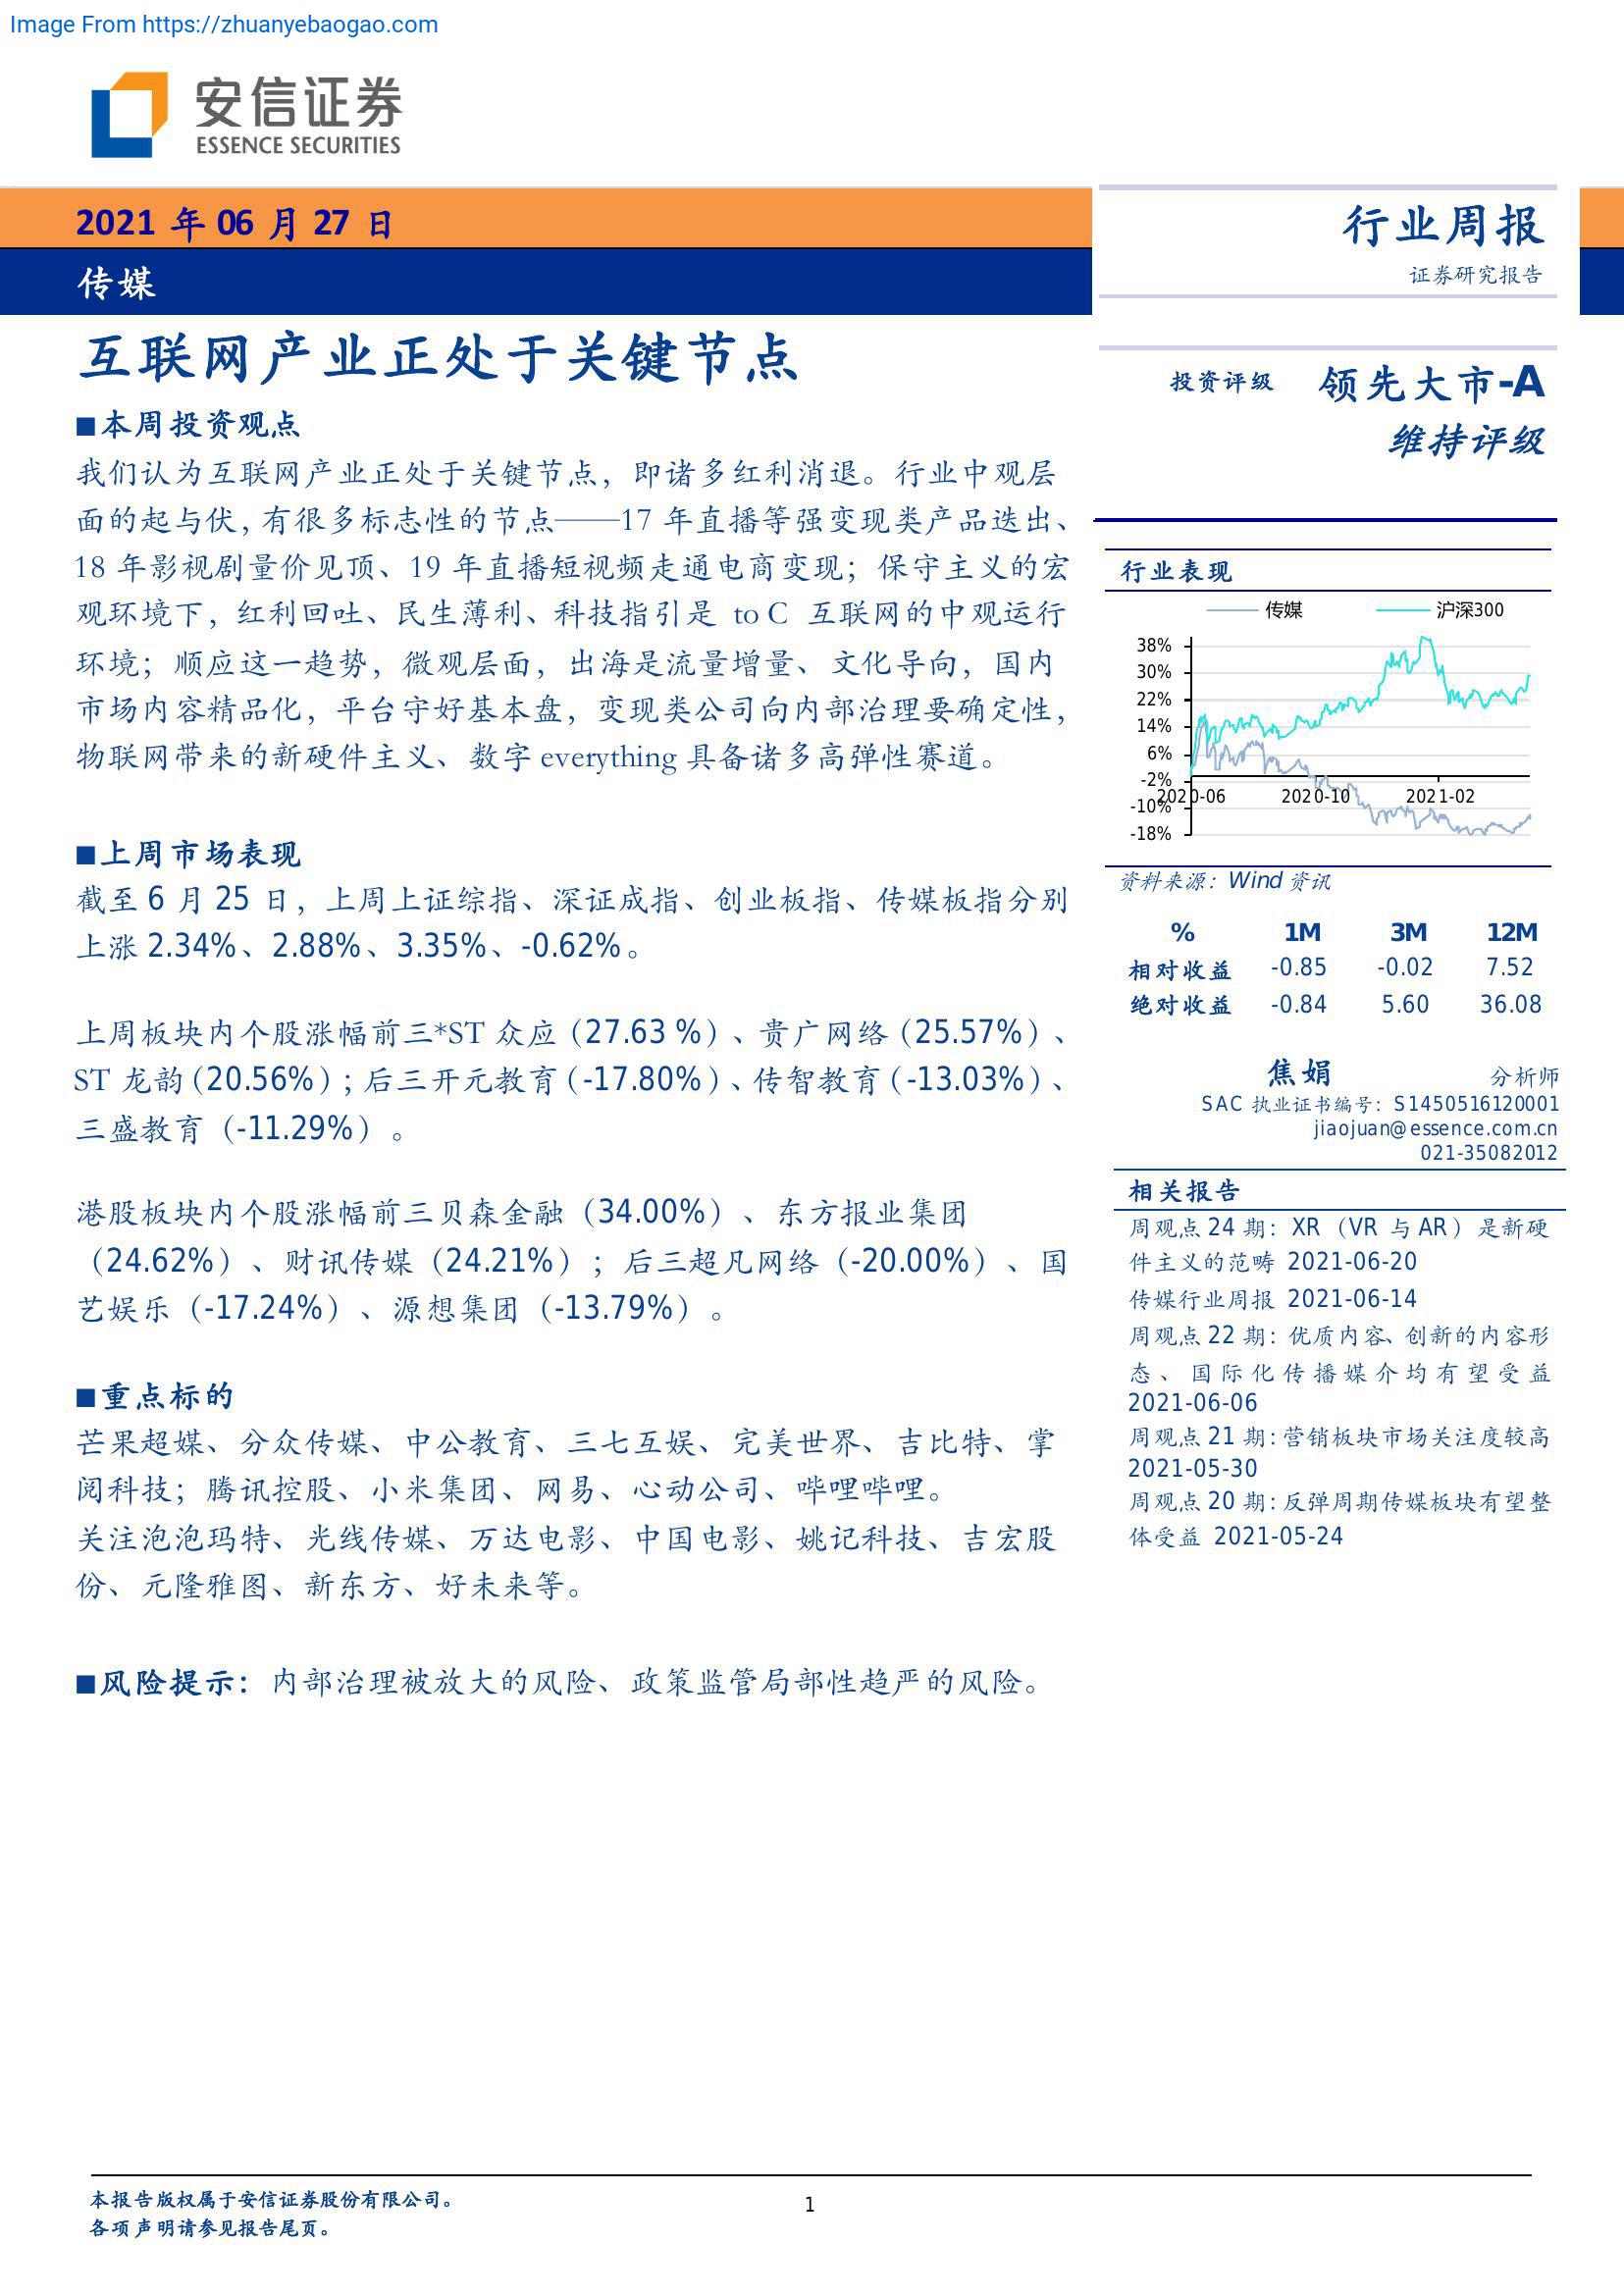 Image From https://zhuanyebaogao.com
安信证券
ESSENCE SECURITIES
2021 年 06 月 27 日
传媒
互联网产业正处于关键节点
■本周投资观点
我们认为互联网产业正处于关键节点，即诸多红利消退。行业中观层
面的起与伏，有很多标志性的节点——17 年直播等强变现类产品迭出、
18 年影视剧量价见顶、19 年直播短视频走通电商变现；保守主义的宏
观环境下，红利回吐、民生薄利、科技指引是 to C 互联网的中观运行
环境；顺应这一趋势，微观层面，出海是流量增量、文化导向，国内
市场内容精品化，平台守好基本盘，变现类公司向内部治理要确定性，
物联网带来的新硬件主义、数字 everything 具备诸多高弹性赛道。
■上周市场表现
截至 6 月 25 日，上周上证综指、深证成指、创业板指、传媒板指分别
上涨 2.34%、2.88%、3.35%、-0.62%。
上周板块内个股涨幅前三*ST 众应（27.63 %）、贵广网络（25.57%）、
ST 龙韵（20.56%）；后三开元教育（-17.80%）、传智教育（-13.03%）、
三盛教育（-11.29%）。
港股板块内个股涨幅前三贝森金融（34.00%）、东方报业集团
（24.62%）、财讯传媒（24.21%）；后三超凡网络（-20.00%）、国
艺娱乐（-17.24%）、源想集团（-13.79%）。
■重点标的
芒果超媒、分众传媒、中公教育、三七互娱、完美世界、吉比特、掌
阅科技；腾讯控股、小米集团、网易、心动公司、哔哩哔哩。
关注泡泡玛特、光线传媒、万达电影、中国电影、姚记科技、吉宏股
份、元隆雅图、新东方、好未来等。
■风险提示：内部治理被放大的风险、政策监管局部性趋严的风险。
行业周报
证券研究报告
投资评级 领先大市-A
维持评级
行业表现
传媒 沪深300
38%
30%
22%
14%
6%
-2%
-10%
-18%
2020-06 2020-10 2021-02
资料来源：Wind 资讯
% 1M 3M 12M
相对收益 -0.85 -0.02 7.52
绝对收益 -0.84 5.60 36.08
焦娟 分析师
SAC 执业证书编号：S1450516120001
jiaojuan@essence.com.cn
021-35082012
相关报告
周观点 24 期：XR（VR 与 AR）是新硬
件主义的范畴 2021-06-20
传媒行业周报 2021-06-14
周观点 22 期：优质内容、创新的内容形
态、国际化传播媒介均有望受益
2021-06-06
周观点 21 期：营销板块市场关注度较高
2021-05-30
周观点 20 期：反弹周期传媒板块有望整
体受益 2021-05-24
本报告版权属于安信证券股份有限公司。
各项声明请参见报告尾页。
1